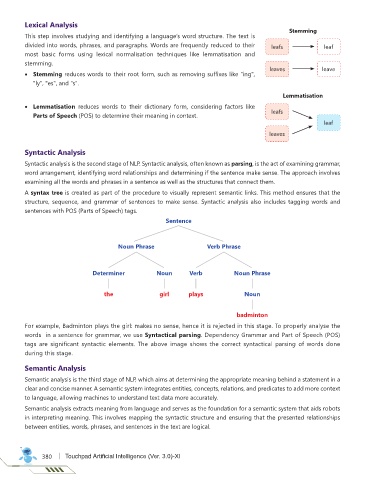 Lexical Analysis
This step involves studying and identifying a language's word structure. The text is
divided into words, phrases, and paragraphs. Words are frequently reduced to their
most basic forms using lexical normalisation techniques like lemmatisation and
stemming.
• Stemming reduces words to their root form, such as removing suffixes like "ing",
"ly", "es", and "s".
• Lemmatisation reduces words to their dictionary form, considering factors like
Parts of Speech (POS) to determine their meaning in context.
Stemming
leafs leaf
leaves leave
Lemmatisation
leafs
leaf
leaves
Syntactic Analysis
Syntactic analysis is the second stage of NLP. Syntactic analysis, often known as parsing, is the act of examining grammar,
word arrangement, identifying word relationships and determining if the sentence make sense. The approach involves
examining all the words and phrases in a sentence as well as the structures that connect them.
A syntax tree is created as part of the procedure to visually represent semantic links. This method ensures that the
structure, sequence, and grammar of sentences to make sense. Syntactic analysis also includes tagging words and
sentences with POS (Parts of Speech) tags.
Sentence
Noun Phrase Verb Phrase
Determiner Noun Verb Noun Phrase
the girl plays Noun
badminton
For example, Badminton plays the girl: makes no sense, hence it is rejected in this stage. To properly analyse the
words in a sentence for grammar, we use Syntactical parsing. Dependency Grammar and Part of Speech (POS)
tags are significant syntactic elements. The above image shows the correct syntactical parsing of words done
during this stage.
Semantic Analysis
Semantic analysis is the third stage of NLP, which aims at determining the appropriate meaning behind a statement in a
clear and concise manner. A semantic system integrates entities, concepts, relations, and predicates to add more context
to language, allowing machines to understand text data more accurately.
Semantic analysis extracts meaning from language and serves as the foundation for a semantic system that aids robots
in interpreting meaning. This involves mapping the syntactic structure and ensuring that the presented relationships
between entities, words, phrases, and sentences in the text are logical.
380 Touchpad Artificial Intelligence (Ver. 3.0)-XI